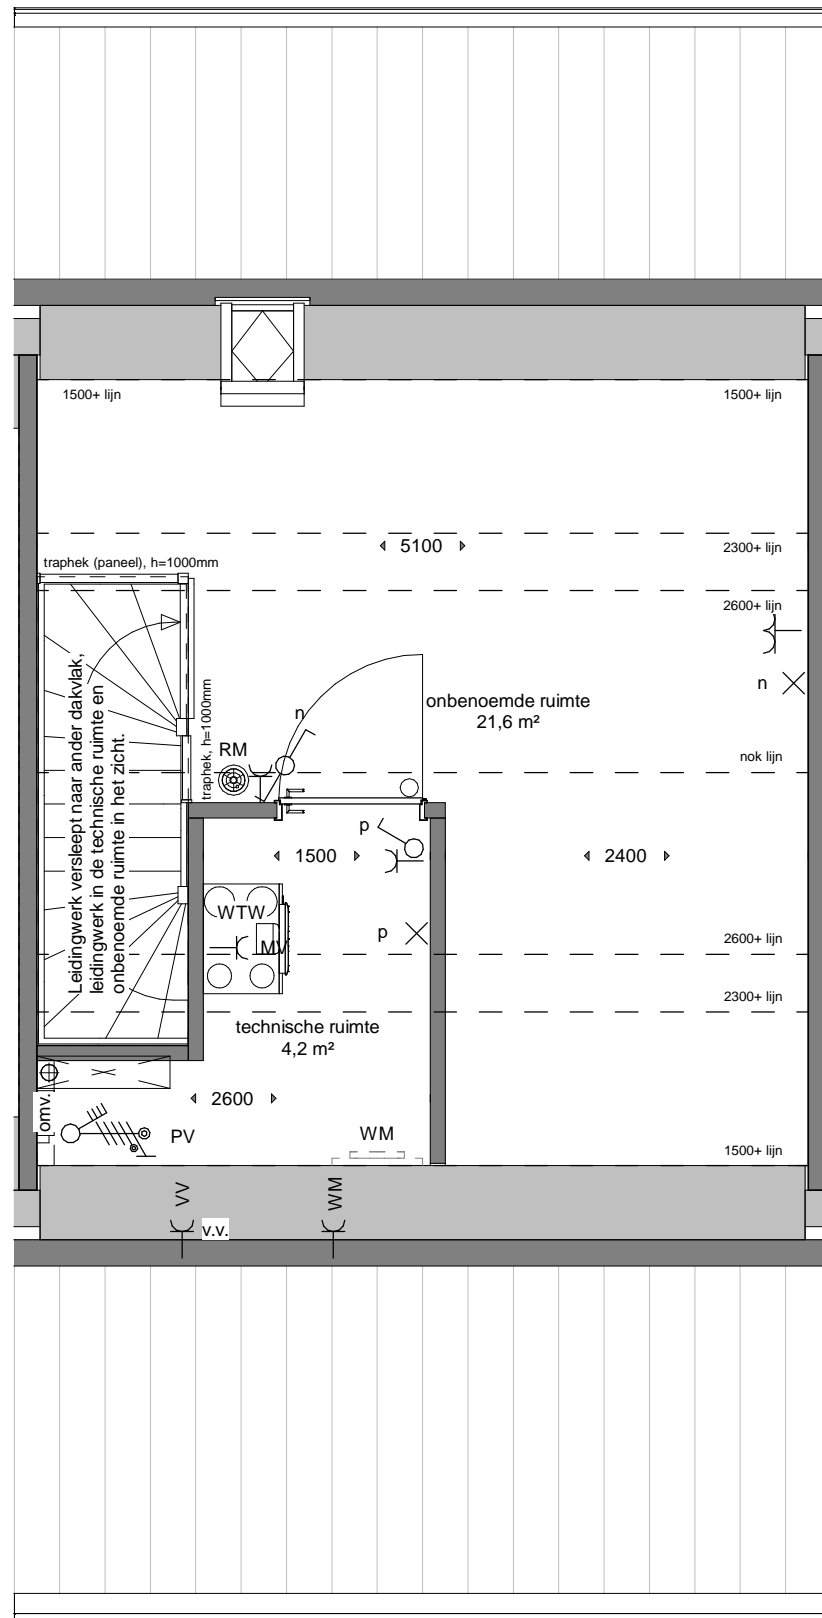 1500+ lijn
1500+ lijn
5100
2300+ lijn
traphek (paneel), h=1000mm
2600+ lijn
n
onbenoemde ruimte
21,6 m²
n
RM
nok lijn
traphek, h=1000mm
Leidingwerk versleept naar ander dakvlak,
leidingwerk in de technische ruimte en
onbenoemde ruimte in het zicht.
p
1500
2400
WTW
p
MV
2600+ lijn
2300+ lijn
technische ruimte
4,2 m²
2600
omv.
PV
WM
1500+ lijn
VV
WM
v.v.